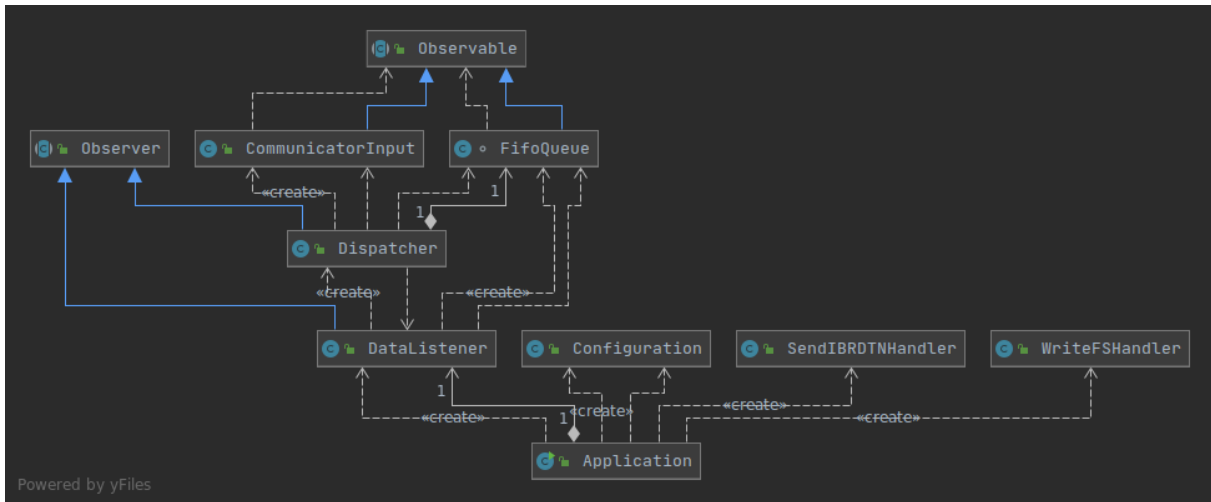 Observable
Observer
CommunicatorInput
FifoQueue
«create»
1
1
Dispatcher
«create»
«create»
DataListener
Configuration
SendIBRDTNHandler
WriteFSHandler
1
«create»
1
«create»
«create»
«create»
Application
Powered by yFiles